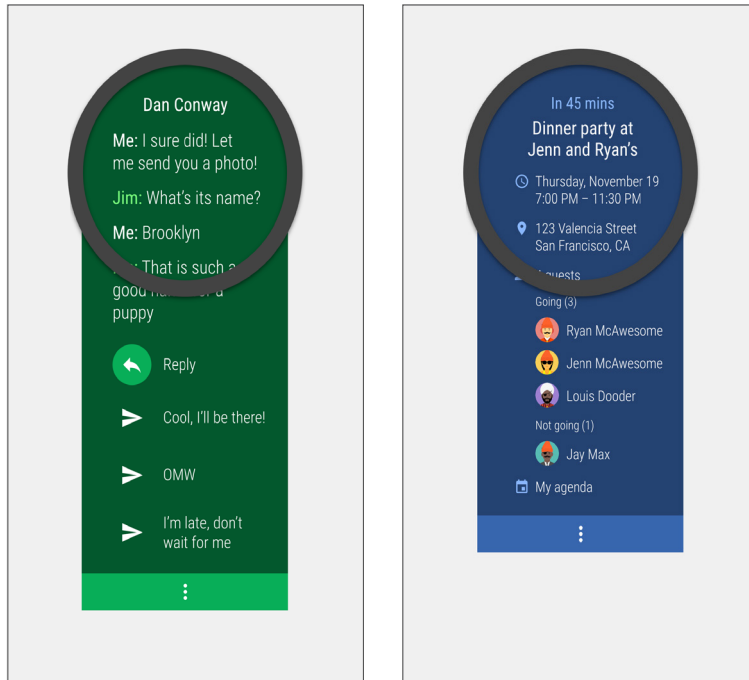 Dan Conway
Me: I sure did! Let
me send you a photo!
Jim: What's its name?
Me: Brooklyn
That is such a
good
puppy
Reply
Cool, I'll be there!
OMW
I'm late, don't
wait for me
In 45 mins
Dinner party at
Jenn and Ryan's
Thursday, November 19
7:00 PM – 11:30 PM
123 Valencia Street
San Francisco, CA
guests
Going (3)
Ryan McAwesome
Jenn McAwesome
Louis Dooder
Not going (1)
Jay Max
My agenda